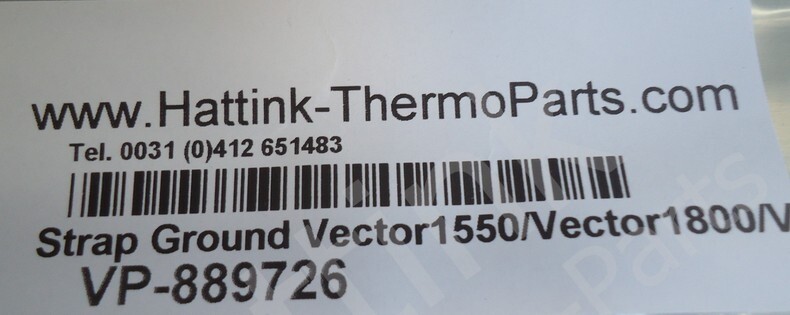 www.Hattink-ThermoParts.com
Tel. 0031 (0)412 651483
Strap Ground Vector1550/Vector1800/V
VP-889726